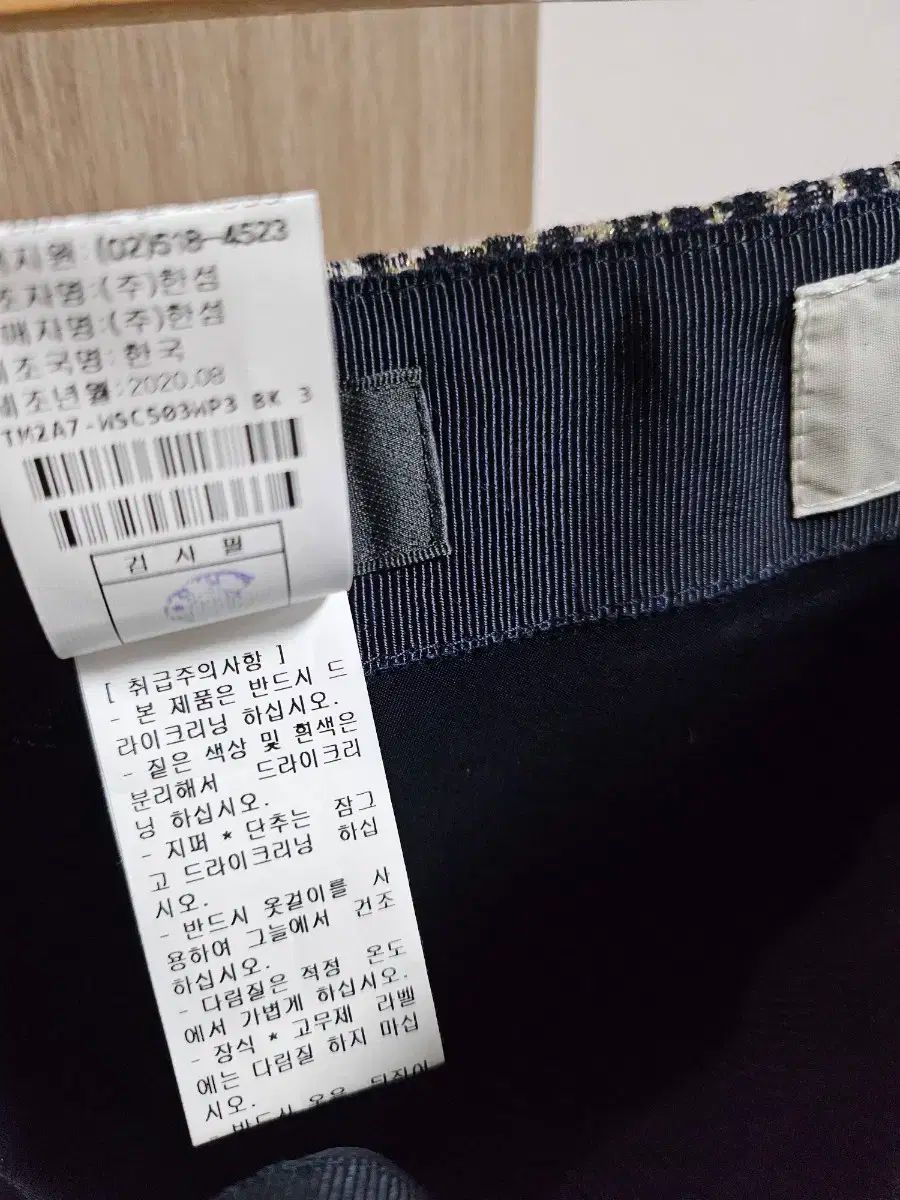 지원:(02)518-4523
조자명:(주)한섬
매자명:(주)한섬
조국명: 한국
제조년월:2020.08
TM2A7-WSC503WP3 BK 3
검 사 필
[ 취급주의사항 ]
- 본 제품은 반드시 드
라이크리닝 하십시오.
- 짙은 색상 및 흰색은
분리해서 드라이크리
닝 하십시오.
- 지퍼 * 단추는 잠그
고 드라이크리닝 하십
시오.
- 반드시 옷걸이를 사
용하여 그늘에서 건조
하십시오.
- 다림질은 적정 온도
에서 가볍게 하십시오.
- 장식 * 고무제 라벨
에는 다림질 하지 마십
시오.
- 반드시 옷을 뒤집어